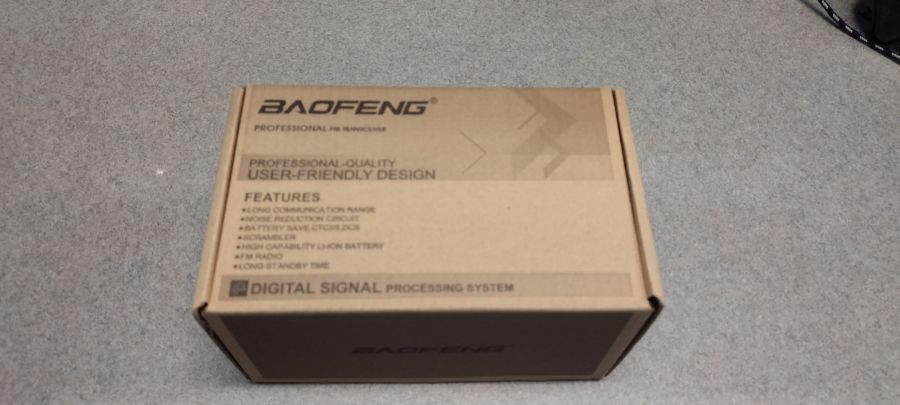 BAOFENG®
PROFESSIONAL FM TRANSCEIVER
PROFESSIONAL-QUALITY
USER-FRIENDLY DESIGN
FEATURES
•LONG COMMUNICATION RANGE
•NOISE REDUCTION CIRCUIT
•BATTERY SAVE,CTCSS,DCS
•SCRAMBLER
•HIGH CAPABILITY LI-ION BATTERY
•FM RADIO
•LONG STANDBY TIME
DIGITAL SIGNAL PROCESSING SYSTEM
BAOFENG